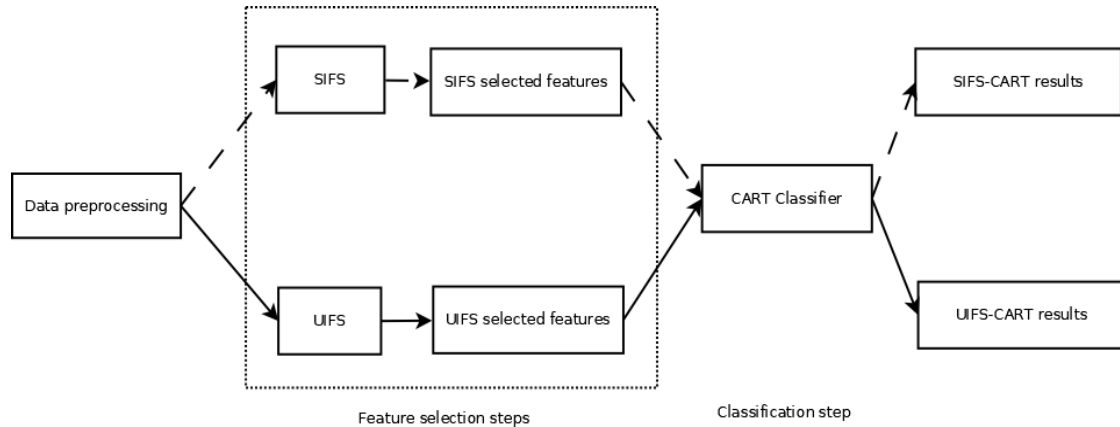 SIFS
SIFS selected features
SIFS-CART results
Data preprocessing
CART Classifier
UIFS
UIFS selected features
UIFS-CART results
Feature selection steps
Classification step